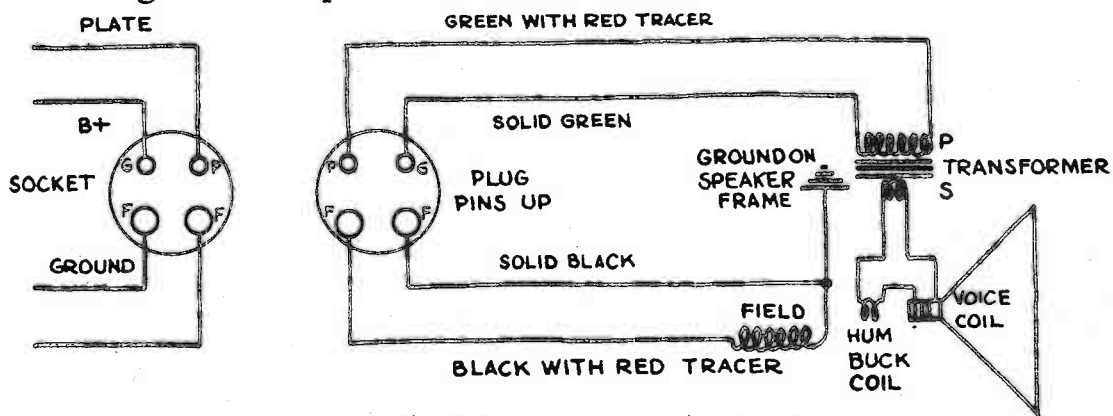 PLATE
GREEN WITH RED TRACER
B+
SOLID GREEN
G P
P G
SOCKET
PLUG
PINS UP
GROUND ON
SPEAKER
FRAME
P
TRANSFORMER
S
F F
F F
GROUND
SOLID BLACK
FIELD
VOICE
COIL
HUM
BUCK
COIL
BLACK WITH RED TRACER